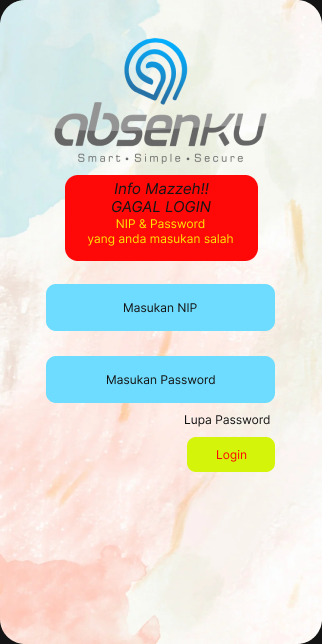 absenku
Smart • Simple • Secure
Info Mazzeh!!
GAGAL LOGIN
NIP & Password
yang anda masukan salah
Masukan NIP
Masukan Password
Lupa Password
Login